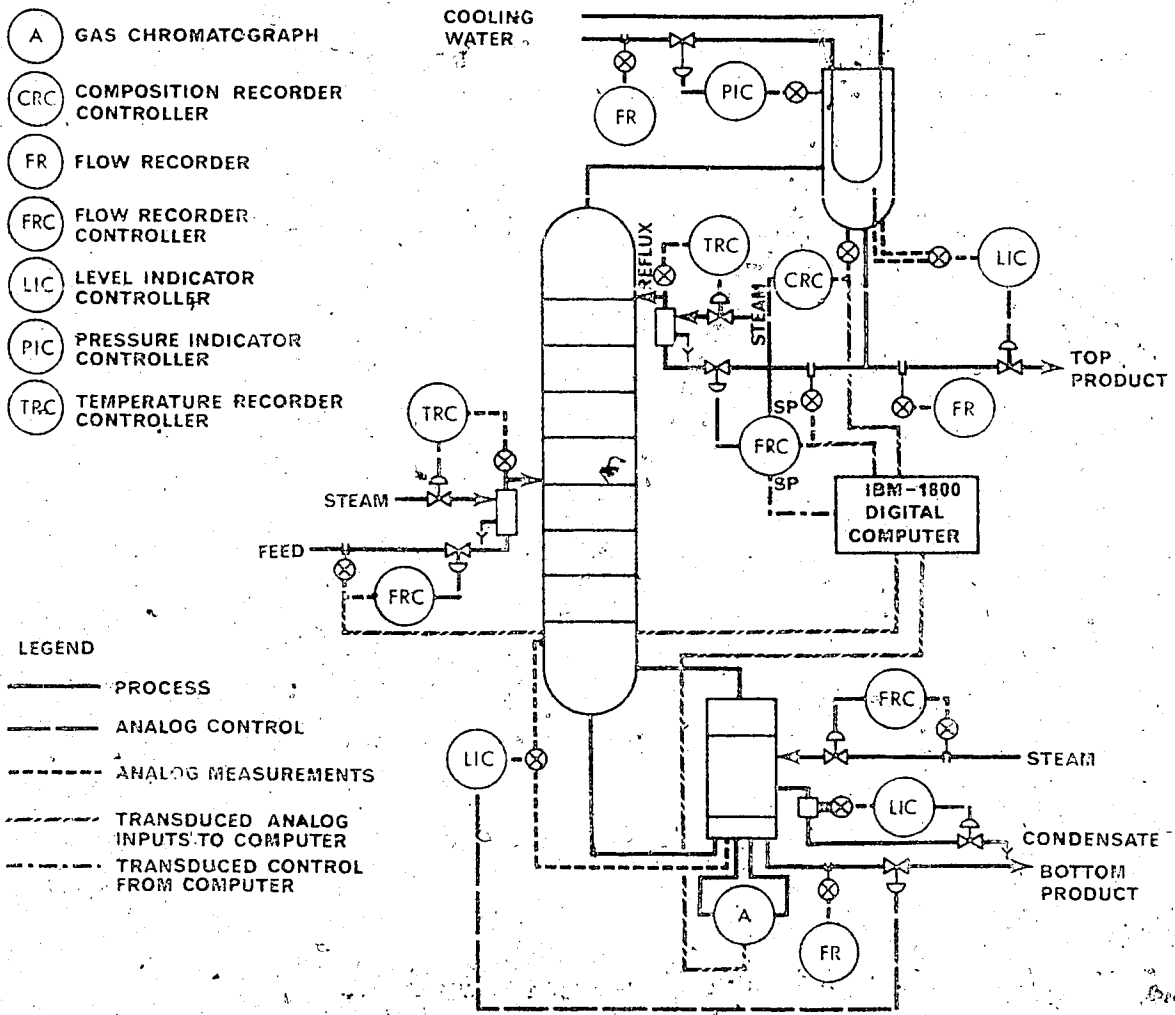 A GAS CHROMATOGRAPH
CRC COMPOSITION RECORDER
CONTROLLER
FR FLOW RECORDER
FRC FLOW RECORDER
CONTROLLER
LIC LEVEL INDICATOR
CONTROLLER
PIC PRESSURE INDICATOR
CONTROLLER
TRC TEMPERATURE RECORDER
CONTROLLER
COOLING
WATER
FR
PIC
REFLUX
TRC
STEAM
CRC
LIC
TOP
PRODUCT
FR
SP
FRC
SP
IBM-1800
DIGITAL
COMPUTER
TRC
STEAM
FEED
FRC
LEGEND
PROCESS
ANALOG CONTROL
ANALOG MEASUREMENTS
TRANSDUCED ANALOG
INPUTS TO COMPUTER
TRANSDUCED CONTROL
FROM COMPUTER
LIC
FRC
STEAM
LIC
CONDENSATE
BOTTOM
PRODUCT
A
FR